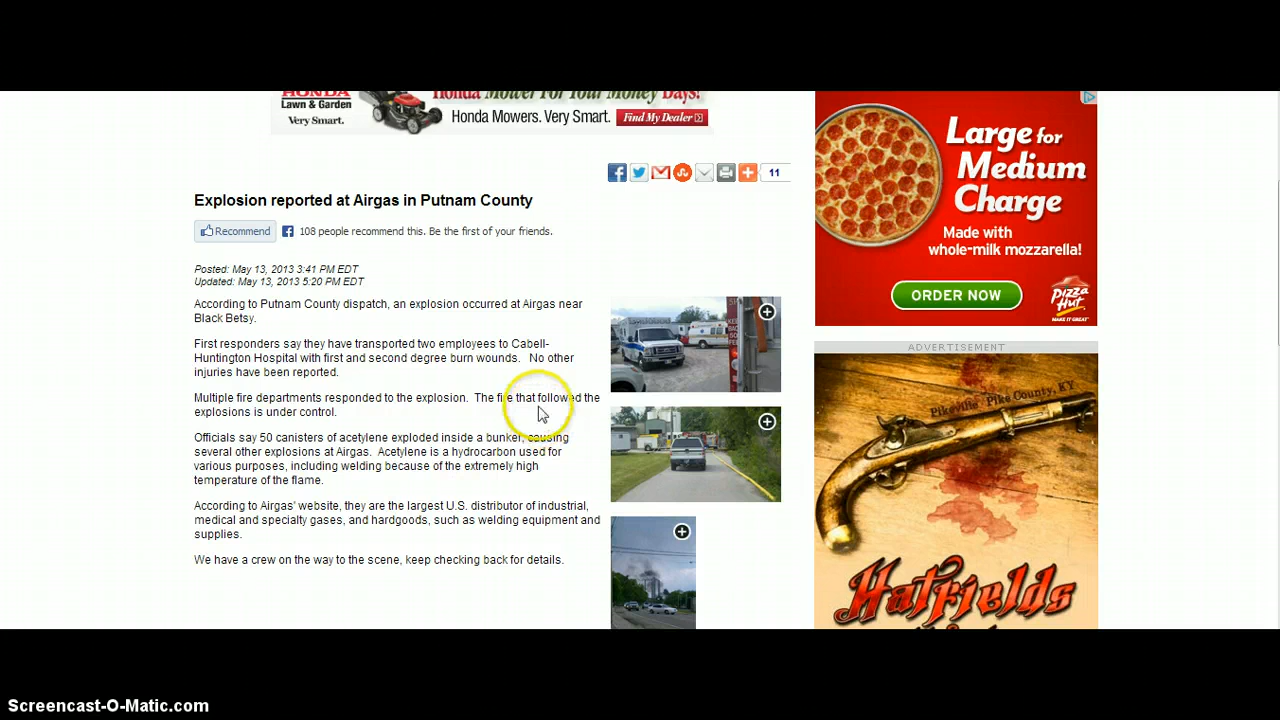 HONDA
Lawn & Garden
Very Smart.
Honda Mower For Your Money Days!
Honda Mowers. Very Smart.
Find My Dealer
11
Explosion reported at Airgas in Putnam County
Recommend
108 people recommend this. Be the first of your friends.
Posted: May 13, 2013 3:41 PM EDT
Updated: May 13, 2013 5:20 PM EDT
According to Putnam County dispatch, an explosion occurred at Airgas near
Black Betsy.
First responders say they have transported two employees to Cabell-
Huntington Hospital with first and second degree burn wounds. No other
injuries have been reported.
Multiple fire departments responded to the explosion. The fire that followed the
explosions is under control.
Officials say 50 canisters of acetylene exploded inside a bunker, causing
several other explosions at Airgas. Acetylene is a hydrocarbon used for
various purposes, including welding because of the extremely high
temperature of the flame.
According to Airgas' website, they are the largest U.S. distributor of industrial,
medical and specialty gases, and hardgoods, such as welding equipment and
supplies.
We have a crew on the way to the scene, keep checking back for details.
Large for
Medium
Charge
Made with
whole-milk mozzarella!
ORDER NOW
Pizza
Hut
MAKE IT GREAT
ADVERTISEMENT
Pikeville Pike County, KY
Hatfields
Screencast-O-Matic.com